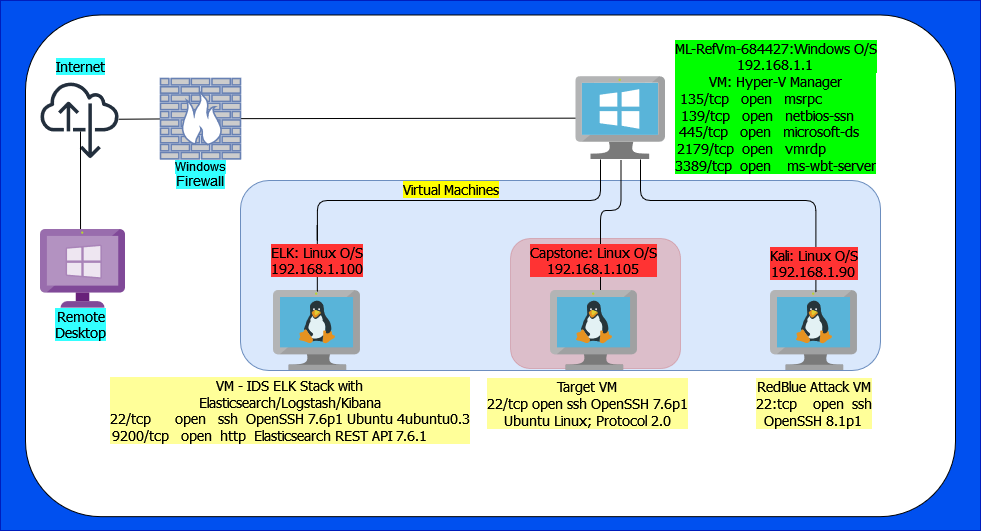 Internet
Windows
Firewall
Remote
Desktop
ML-RefVm-684427:Windows O/S
192.168.1.1
VM: Hyper-V Manager
135/tcp open msrpc
139/tcp open netbios-ssn
445/tcp open microsoft-ds
2179/tcp open vmrdp
3389/tcp open ms-wbt-server
Virtual Machines
ELK: Linux O/S
192.168.1.100
Capstone: Linux O/S
192.168.1.105
Kali: Linux O/S
192.168.1.90
VM - IDS ELK Stack with
Elasticsearch/Logstash/Kibana
22/tcp open ssh OpenSSH 7.6p1 Ubuntu 4ubuntu0.3
9200/tcp open http Elasticsearch REST API 7.6.1
Target VM
22/tcp open ssh OpenSSH 7.6p1
Ubuntu Linux; Protocol 2.0
RedBlue Attack VM
22:tcp open ssh
OpenSSH 8.1p1